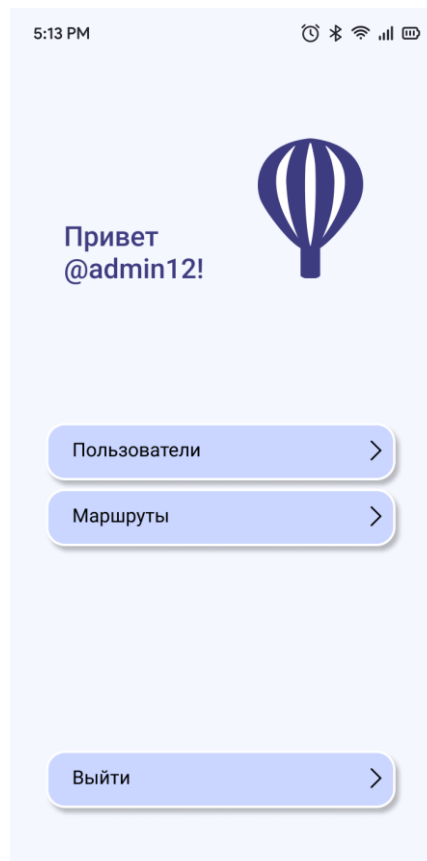 5:13 PM
Привет
@admin12!
Пользователи
Маршруты
Выйти